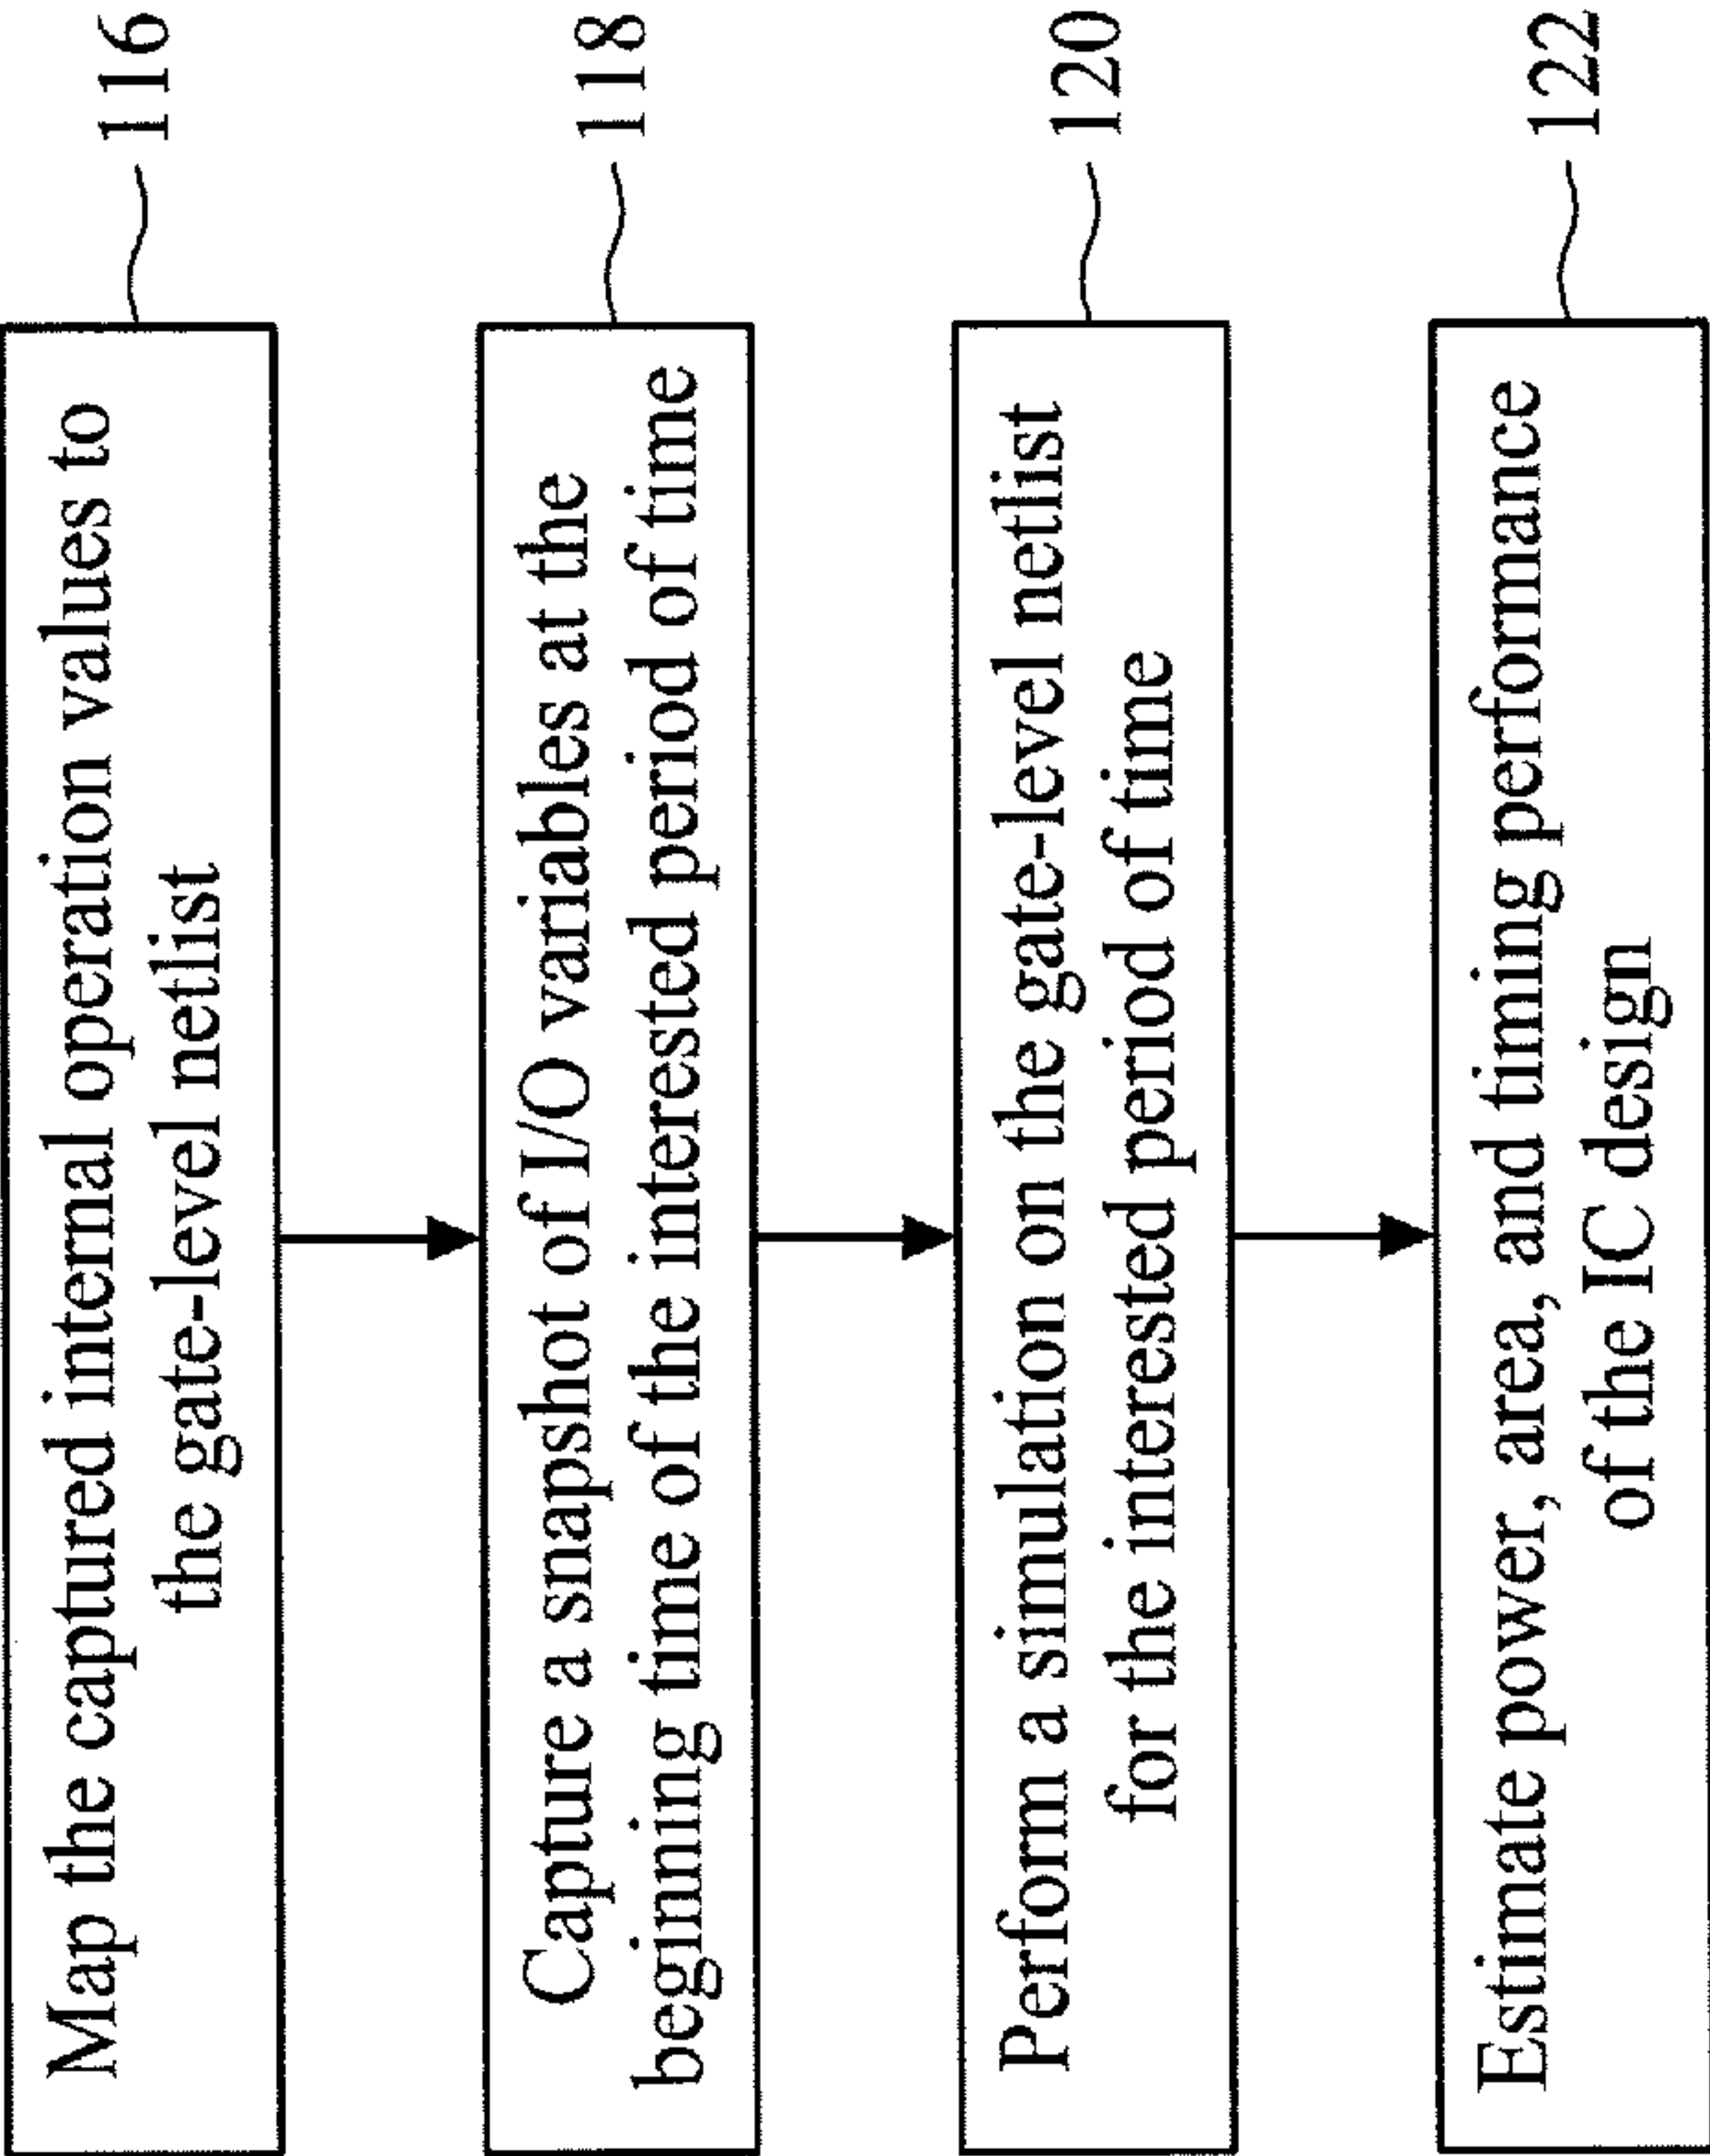 Map the captured internal operation values to
the gate-level netlist
116
Capture a snapshot of I/O variables at the
beginning time of the interested period of time
118
Perform a simulation on the gate-level netlist
for the interested period of time
120
Estimate power, area, and timing performance
of the IC design
122